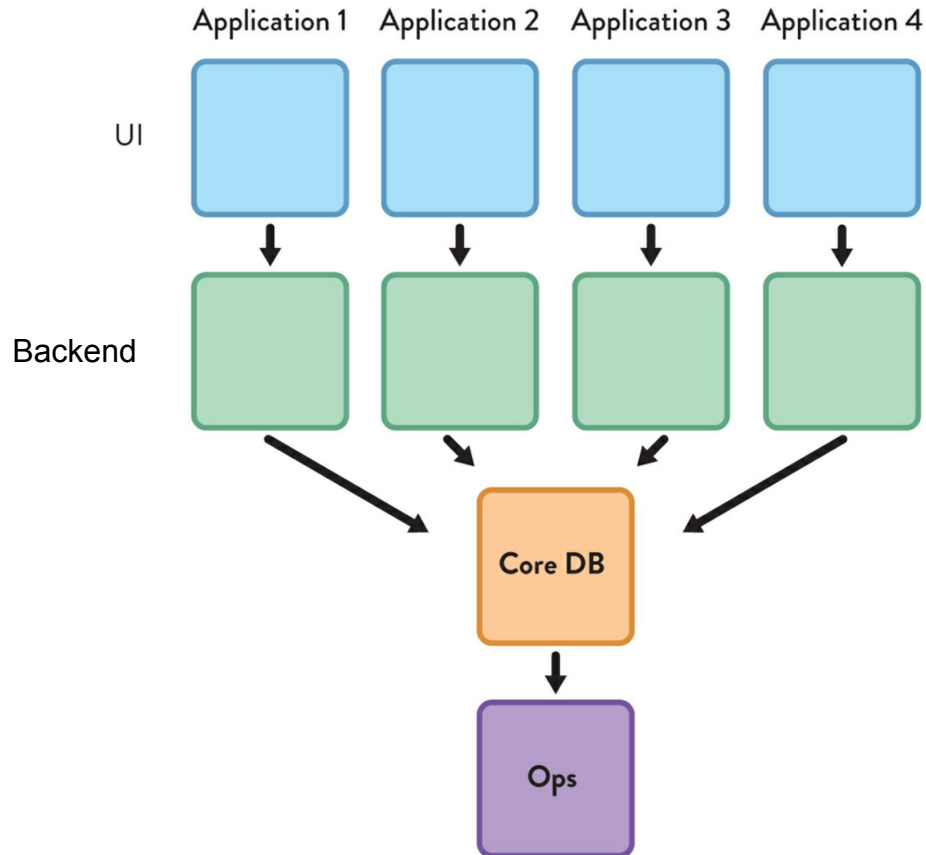 Application 1 Application 2 Application 3 Application 4
UI
Backend
Core DB
Ops